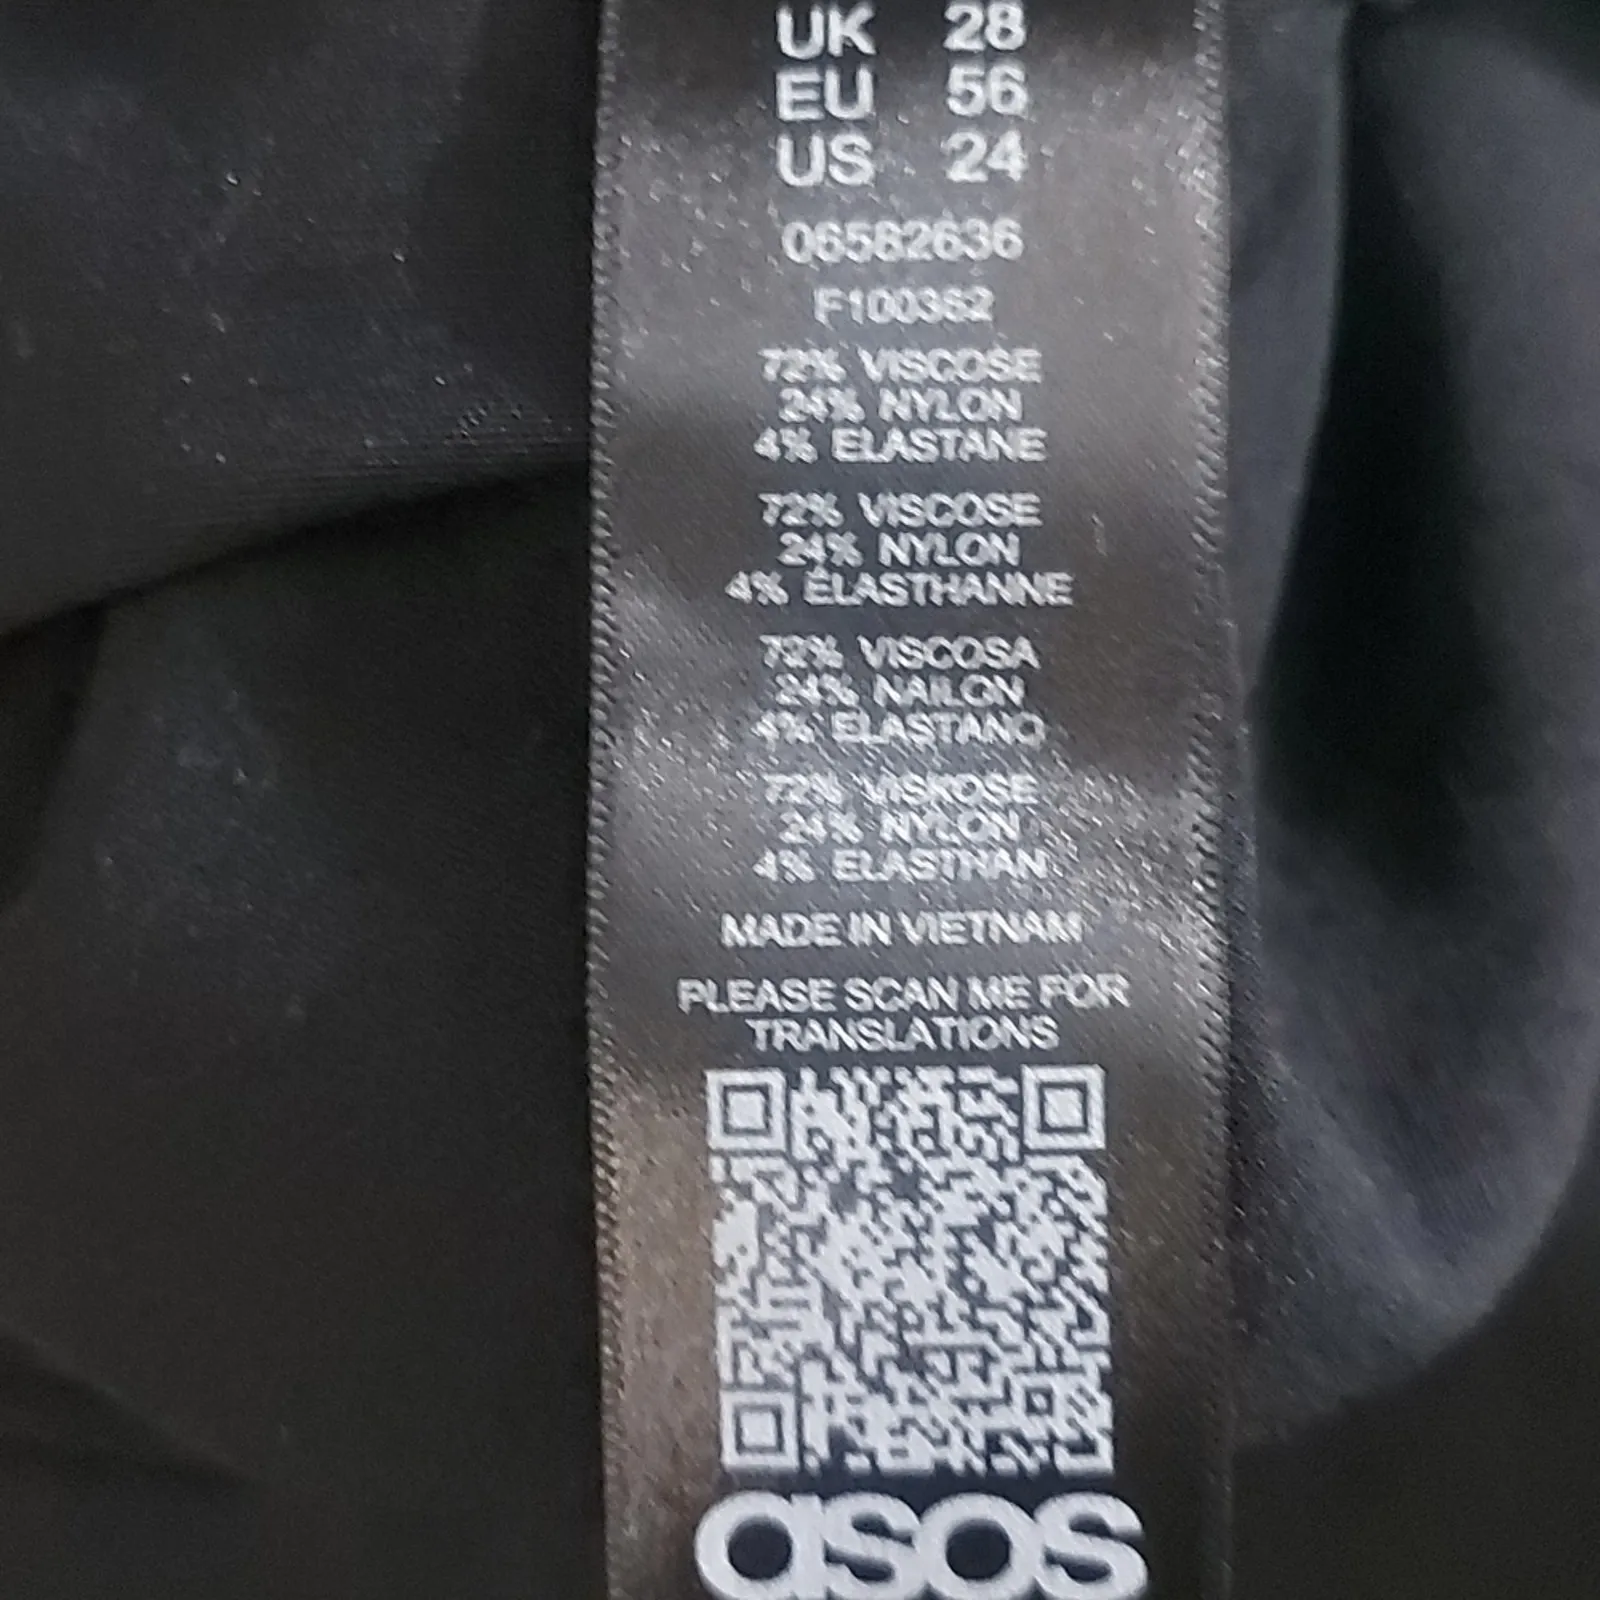 UK 28
EU 56
US 24
06582636
F100352
72% VISCOSE
24% NYLON
4% ELASTANE
72% VISCOSE
24% NYLON
4% ÉLASTHANNE
72% VISCOSA
24% NAILON
4% ELASTANO
72% VISKOSE
24% NYLON
4% ELASTHAN
MADE IN VIETNAM
PLEASE SCAN ME FOR
TRANSLATIONS
asos